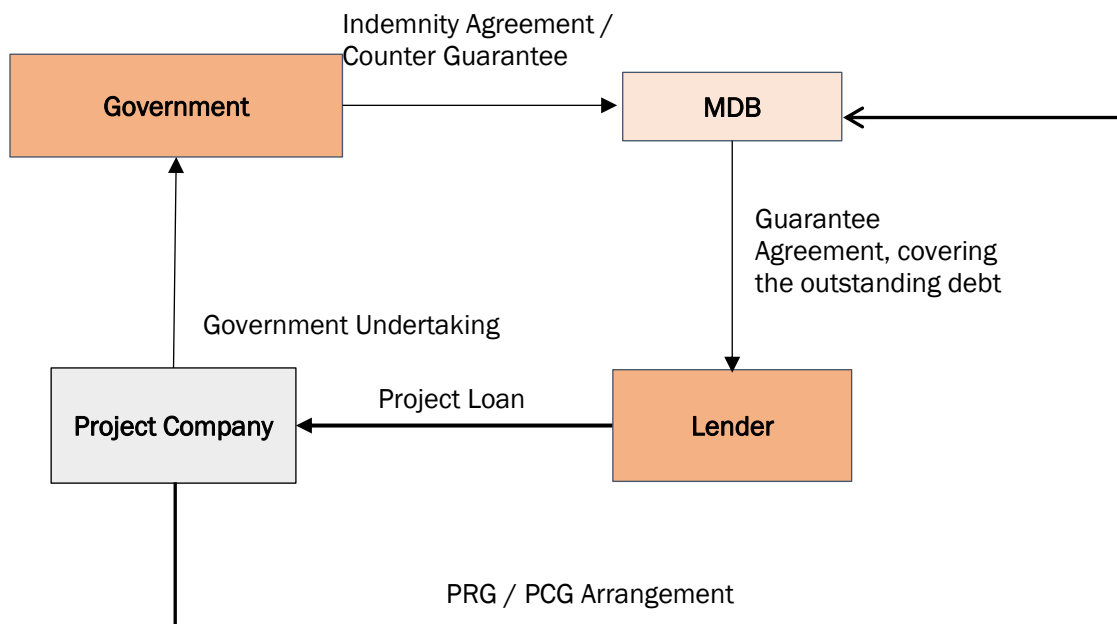 Indemnity Agreement /
Counter Guarantee
Government
MDB
Guarantee
Agreement, covering
the outstanding debt
Government Undertaking
Project Company
Project Loan
Lender
PRG / PCG Arrangement